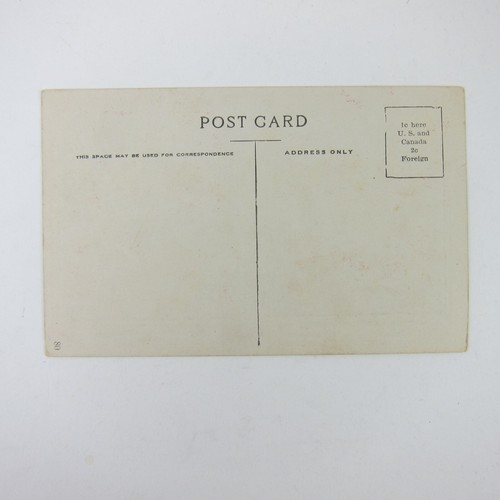 POST CARD
THIS SPACE MAY BE USED FOR CORRESPONDENCE
ADDRESS ONLY
1c here
U. S. and
Canada
2c
Foreign